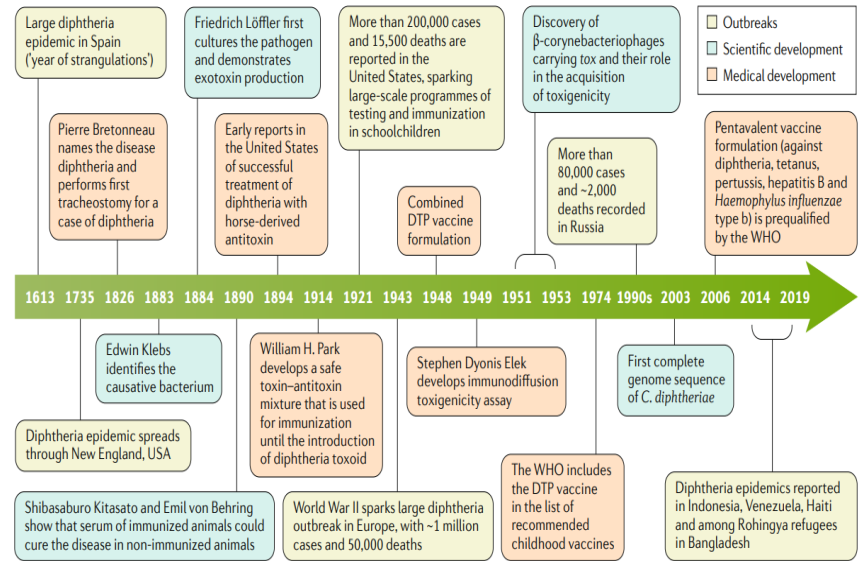 Large diphtheria
epidemic in Spain
('year of strangulations')
Friedrich Löffler first
cultures the pathogen
and demonstrates
exotoxin production
More than 200,000 cases
and 15,500 deaths are
reported in the
United States, sparking
large-scale programmes of
testing and immunization
in schoolchildren
Discovery of
β-corynebacteriophages
carrying tox and their role
in the acquisition
of toxigenicity
Outbreaks
Scientific development
Medical development
Pierre Bretonneau
names the disease
diphtheria and
performs first
tracheostomy for a
case of diphtheria
Early reports in
the United States
of successful
treatment of
diphtheria with
horse-derived
antitoxin
Combined
DTP vaccine
formulation
More than
80,000 cases
and ~2,000
deaths recorded
in Russia
Pentavalent vaccine
formulation (against
diphtheria, tetanus,
pertussis, hepatitis B and
Haemophylus influenzae
type b) is prequalified
by the WHO
1613 1735 1826 1883 1884 1890 1894 1914 1921 1943 1948 1949 1951 1953 1974 1990s 2003 2006 2014 2019
Edwin Klebs
identifies the
causative bacterium
William H. Park
develops a safe
toxin–antitoxin
mixture that is used
for immunization
until the introduction
of diphtheria toxoid
Stephen Dyonis Elek
develops immunodiffusion
toxigenicity assay
First complete
genome sequence
of C. diphtheriae
Diphtheria epidemic spreads
through New England, USA
Shibasaburo Kitasato and Emil von Behring
show that serum of immunized animals could
cure the disease in non-immunized animals
World War II sparks large diphtheria
outbreak in Europe, with ~1 million
cases and 50,000 deaths
The WHO includes
the DTP vaccine
in the list of
recommended
childhood vaccines
Diphtheria epidemics reported
in Indonesia, Venezuela, Haiti
and among Rohingya refugees
in Bangladesh